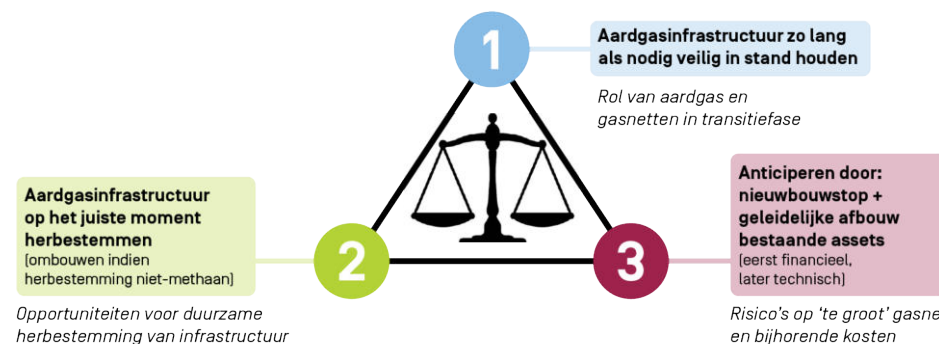 1
Aardgasinfrastructuur zo lang
als nodig veilig in stand houden
Rol van aardgas en
gasnetten in transitiefase
2
Aardgasinfrastructuur
op het juiste moment
herbestemmen
(ombouwen indien
herbestemming niet-methaan)
Opportuniteiten voor duurzame
herbestemming van infrastructuur
3
Anticiperen door:
nieuwbouwstop +
geleidelijke afbouw
bestaande assets
(eerst financieel,
later technisch)
Risico's op 'te groot'
en bijhorende kosten